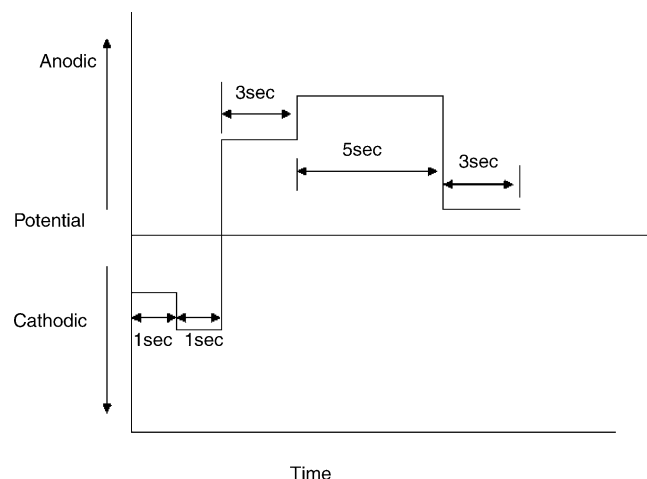 Anodic
3sec
5sec
3sec
Potential
Cathodic
1sec 1sec
Time